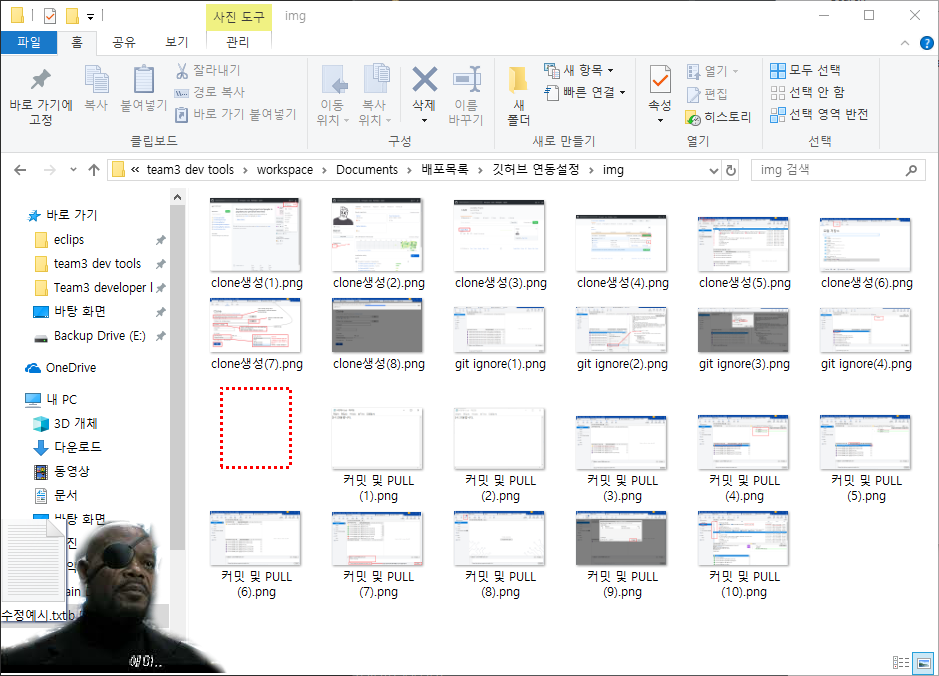 사진 도구 img
파일 홈 공유 보기 관리
바로 가기에 고정
복사
붙여넣기
잘라내기
경로 복사
바로 가기 붙여넣기
클립보드
이동 위치
복사 위치
삭제
이름 바꾸기
구성
새 폴더
새 항목
빠른 연결
새로 만들기
속성
열기
편집
히스토리
열기
모두 선택
선택 안 함
선택 영역 반전
선택
« team3 dev tools > workspace > Documents > 배포목록 > 깃허브 연동설정 > img
img 검색
바로 가기
eclips
team3 dev tools
Team3 developer l
바탕 화면
Backup Drive (E:)
OneDrive
내 PC
3D 개체
다운로드
동영상
문서
바탕 화면
수정예시.txt
clone생성(1).png
clone생성(2).png
clone생성(3).png
clone생성(4).png
clone생성(5).png
clone생성(6).png
clone생성(7).png
clone생성(8).png
git ignore(1).png
git ignore(2).png
git ignore(3).png
git ignore(4).png
커밋 및 PULL (1).png
커밋 및 PULL (2).png
커밋 및 PULL (3).png
커밋 및 PULL (4).png
커밋 및 PULL (5).png
커밋 및 PULL (6).png
커밋 및 PULL (7).png
커밋 및 PULL (8).png
커밋 및 PULL (9).png
커밋 및 PULL (10).png